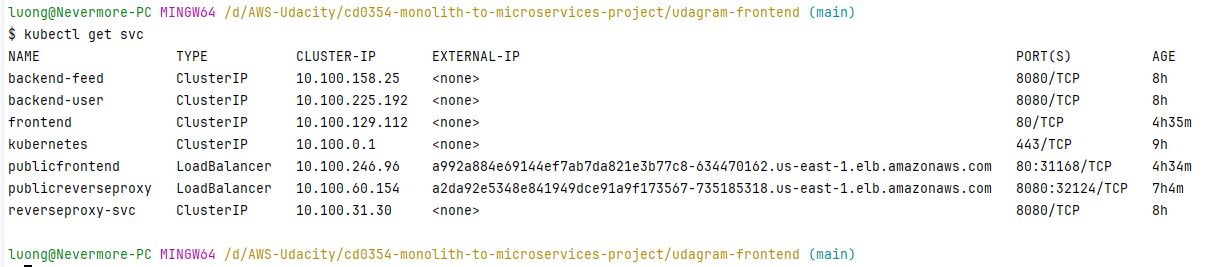 luong@Nevermore-PC MINGW64 /d/AWS-Udacity/cd0354-monolith-to-microservices-project/udagram-frontend (main)
$ kubectl get svc
NAME TYPE CLUSTER-IP EXTERNAL-IP PORT(S) AGE
backend-feed ClusterIP 10.100.158.25 <none> 8080/TCP 8h
backend-user ClusterIP 10.100.225.192 <none> 8080/TCP 8h
frontend ClusterIP 10.100.129.112 <none> 80/TCP 4h35m
kubernetes ClusterIP 10.100.0.1 <none> 443/TCP 9h
publicfrontend LoadBalancer 10.100.246.96 a992a884e69144ef7ab7da821e3b77c8-634470162.us-east-1.elb.amazonaws.com 80:31168/TCP 4h34m
publicreverseproxy LoadBalancer 10.100.60.154 a2da92e5348e841949dce91a9f173567-735185318.us-east-1.elb.amazonaws.com 8080:32124/TCP 7h4m
reverseproxy-svc ClusterIP 10.100.31.30 <none> 8080/TCP 8h
luong@Nevermore-PC MINGW64 /d/AWS-Udacity/cd0354-monolith-to-microservices-project/udagram-frontend (main)